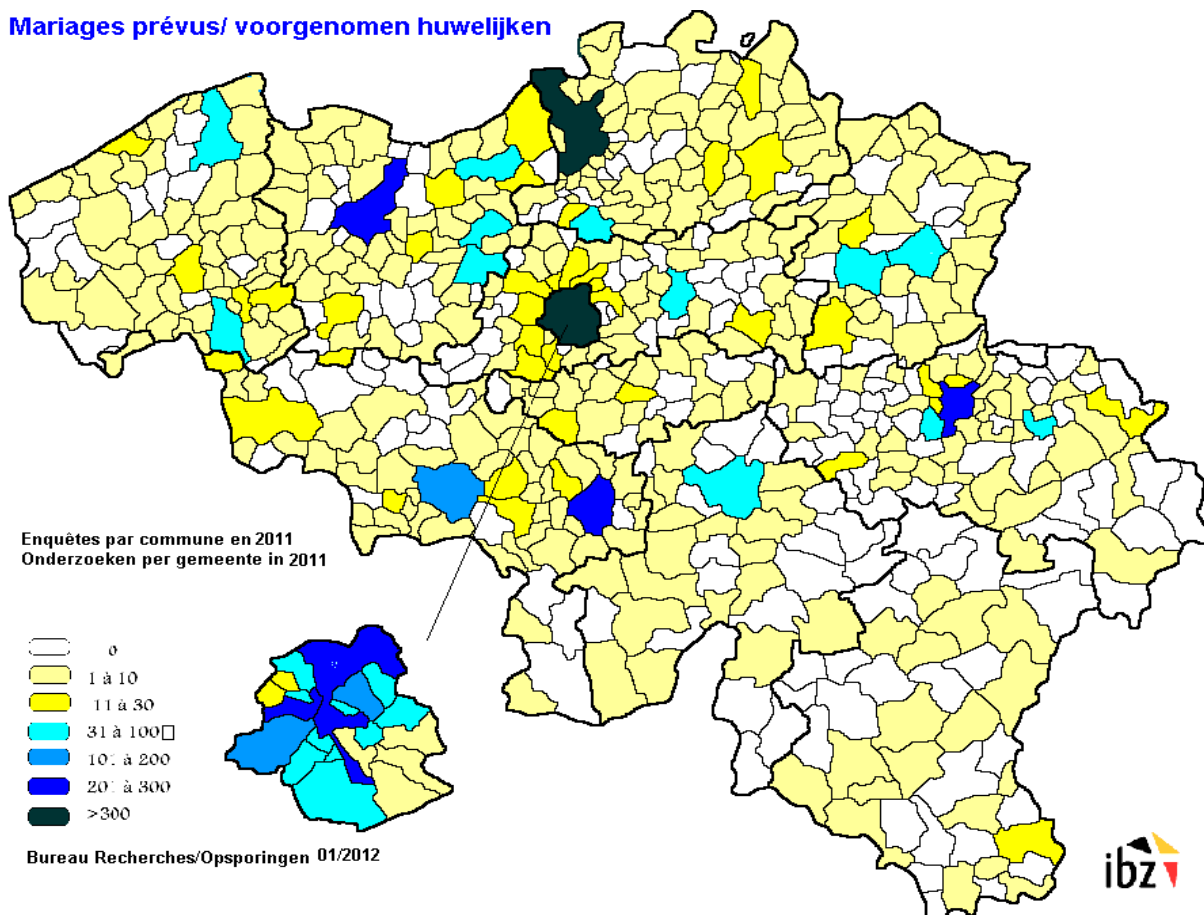 Mariages prévus/ voorgenomen huwelijken
Enquêtes par commune en 2011
Onderzoeken per gemeente in 2011
0
1 à 10
11 à 30
31 à 100
à 200
à 300
>300
Bureau Recherches/Opsporingen 01/2012
ibz